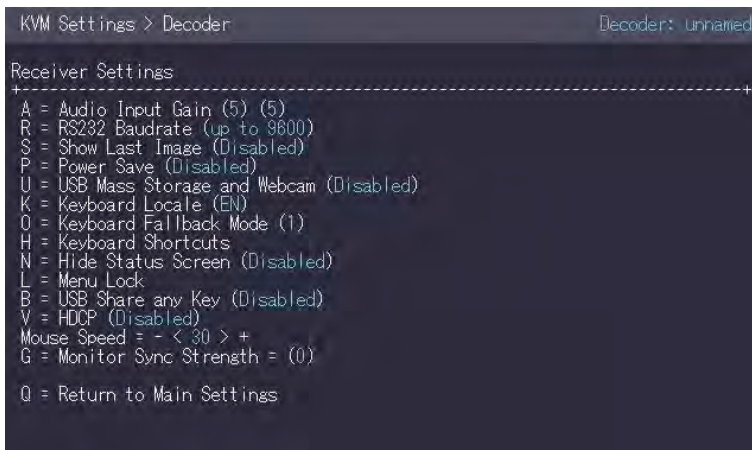 KVM Settings > Decoder Decoder: unnamed
Receiver Settings
A = Audio Input Gain (5) (5)
R = RS232 Baudrate (up to 9600)
S = Show Last Image (Disabled)
P = Power Save (Disabled)
U = USB Mass Storage and Webcam (Disabled)
K = Keyboard Locale (EN)
O = Keyboard Fallback Mode (1)
H = Keyboard Shortcuts
N = Hide Status Screen (Disabled)
L = Menu Lock
B = USB Share any Key (Disabled)
V = HDCP (Disabled)
Mouse Speed = - < 30 > +
G = Monitor Sync Strength = (0)
Q = Return to Main Settings